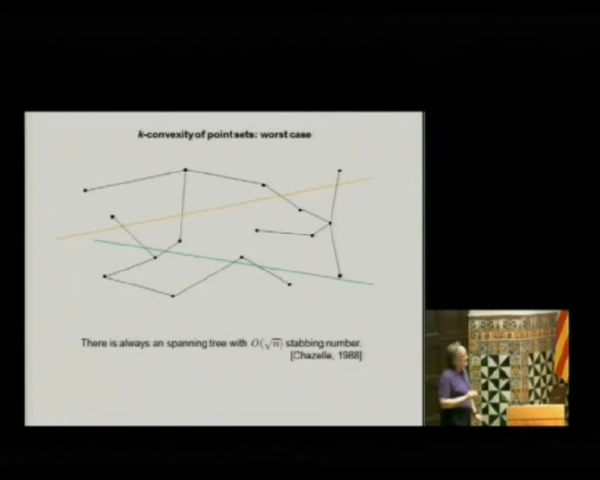 k-convexity of point sets: worst case
There is always an spanning tree with O(√n) stabbing number.
[Chazelle, 1988]